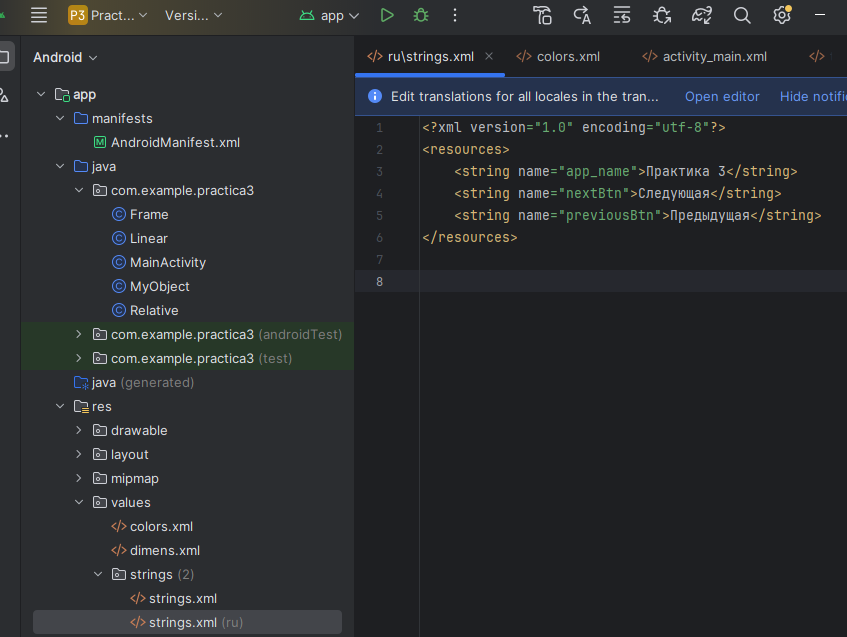 P3 Pract... Versi... app
Android
app
manifests
AndroidManifest.xml
java
com.example.practica3
Frame
Linear
MainActivity
MyObject
Relative
com.example.practica3 (androidTest)
com.example.practica3 (test)
java (generated)
res
drawable
layout
mipmap
values
colors.xml
dimens.xml
strings (2)
strings.xml
strings.xml (ru)
ru\strings.xml colors.xml activity_main.xml
Edit translations for all locales in the tran... Open editor Hide notifi
1 <?xml version="1.0" encoding="utf-8"?>
2 <resources>
3 <string name="app_name">Практика 3</string>
4 <string name="nextBtn">Следующая</string>
5 <string name="previousBtn">Предыдущая</string>
6 </resources>
7
8